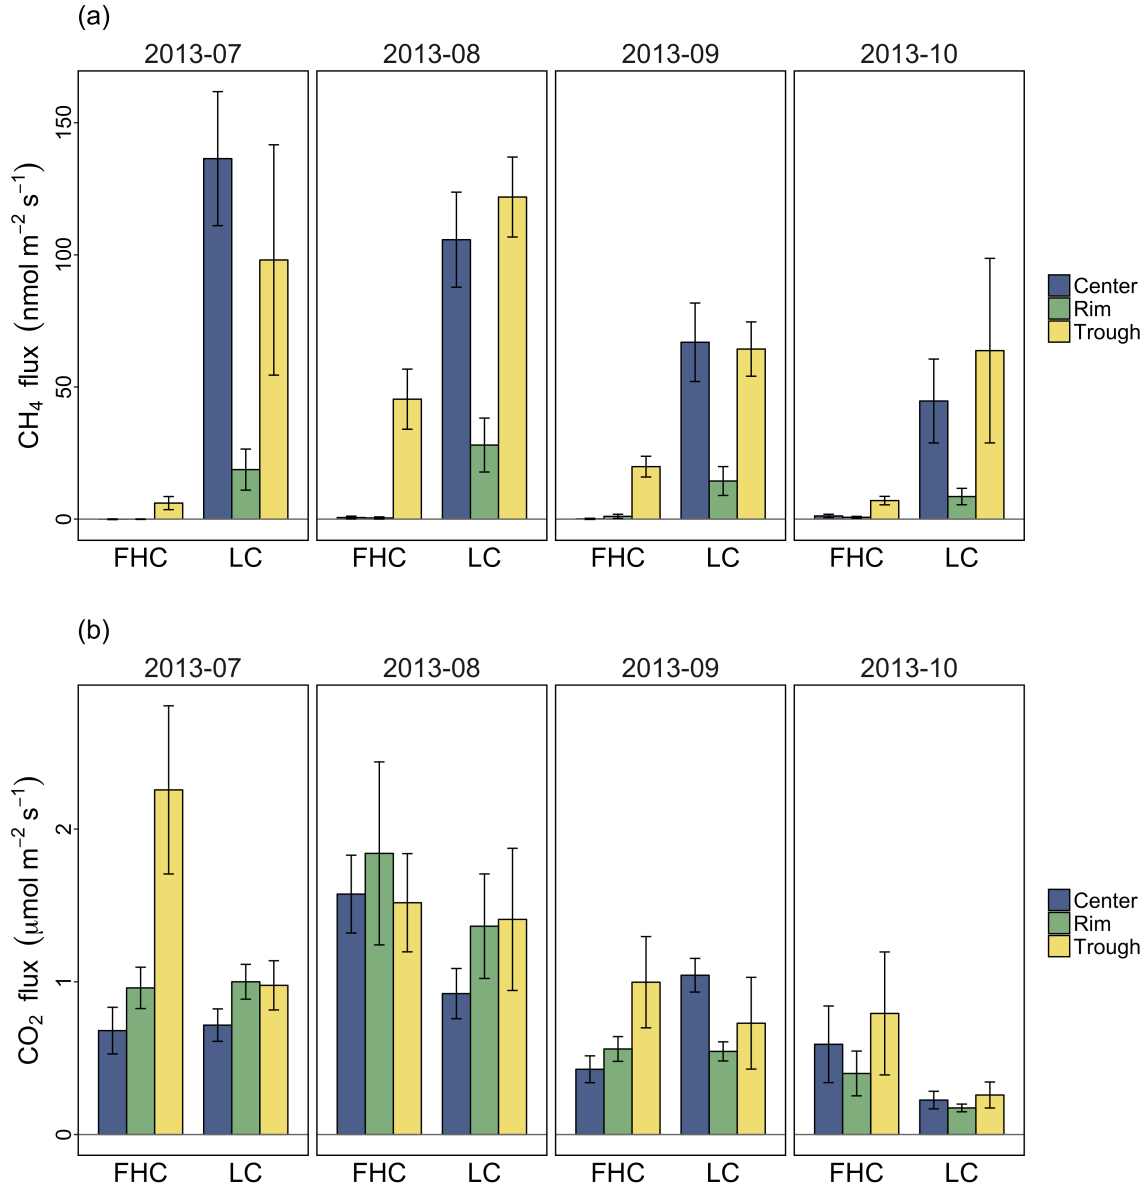 (a)
2013-07 2013-08 2013-09 2013-10
CH₄ flux (nmol m⁻² s⁻¹)
150
100
50
0
FHC LC FHC LC FHC LC FHC LC
Center
Rim
Trough
(b)
2013-07 2013-08 2013-09 2013-10
CO₂ flux (μmol m⁻² s⁻¹)
2
1
0
FHC LC FHC LC FHC LC FHC LC
Center
Rim
Trough